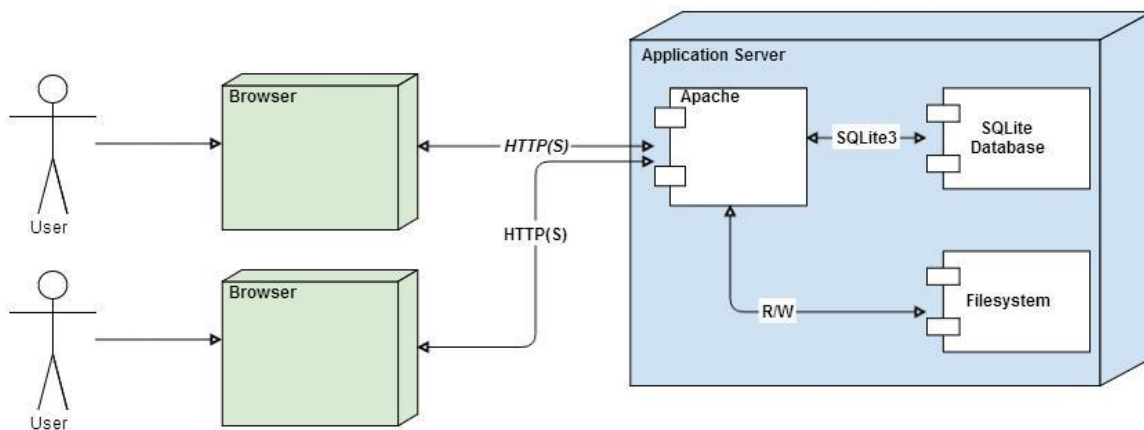 Application Server
Browser
Apache
HTTP(S)
SQLite3
SQLite
Database
User
HTTP(S)
Browser
R/W
Filesystem
User